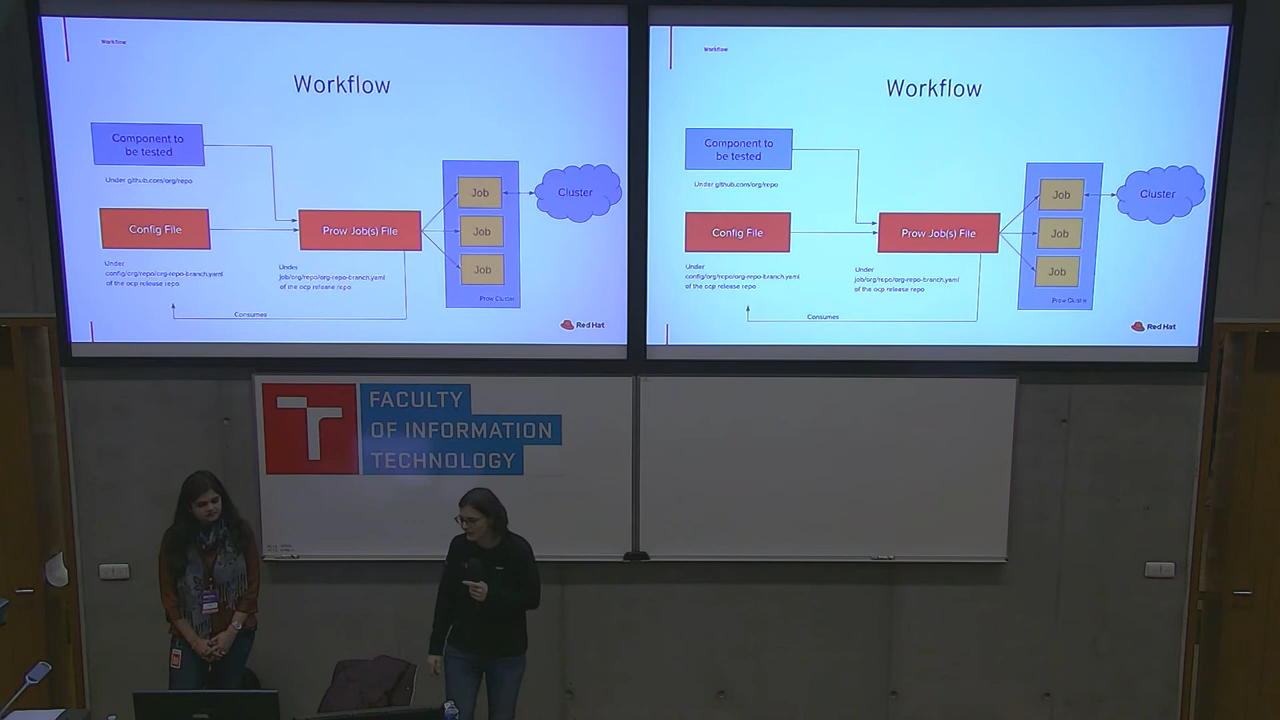 Workflow
Workflow
Component to
be tested
Under github.com/org/repo
Config File
Under
config/org/repo/org-repo-branch.yaml
of the ocp release repo
Prow Job(s) File
Under
job/org/repo/org-repo-branch.yaml
of the ocp release repo
Consumes
Job
Job
Job
Prow Cluster
Cluster
Red Hat
Workflow
Workflow
Component to
be tested
Under github.com/org/repo
Config File
Under
config/org/repo/org-repo-branch.yaml
of the ocp release repo
Prow Job(s) File
Under
job/org/repo/org-repo-branch.yaml
of the ocp release repo
Consumes
Job
Job
Job
Prow Cluster
Cluster
Red Hat
T
FACULTY
OF INFORMATION
TECHNOLOGY